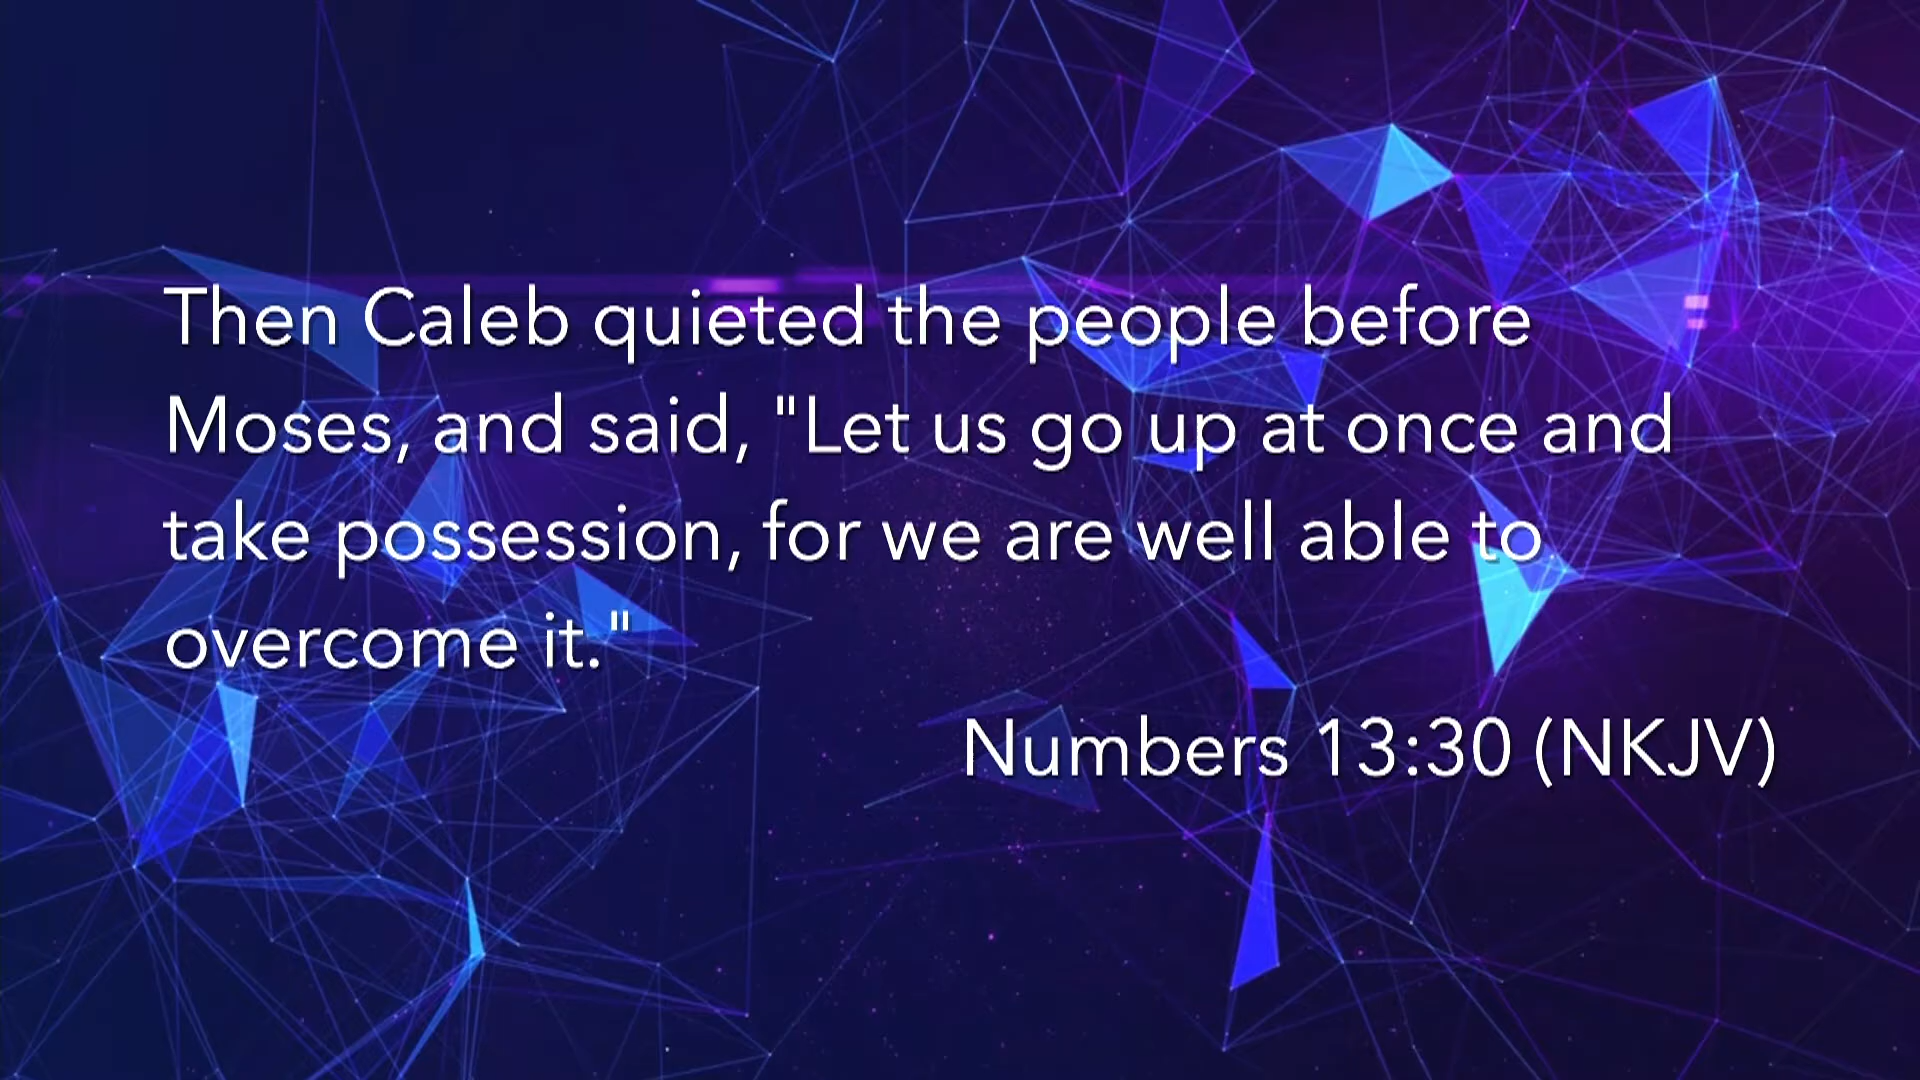 Then Caleb quieted the people before
Moses, and said, "Let us go up at once and
take possession, for we are well able to
overcome it."
Numbers 13:30 (NKJV)